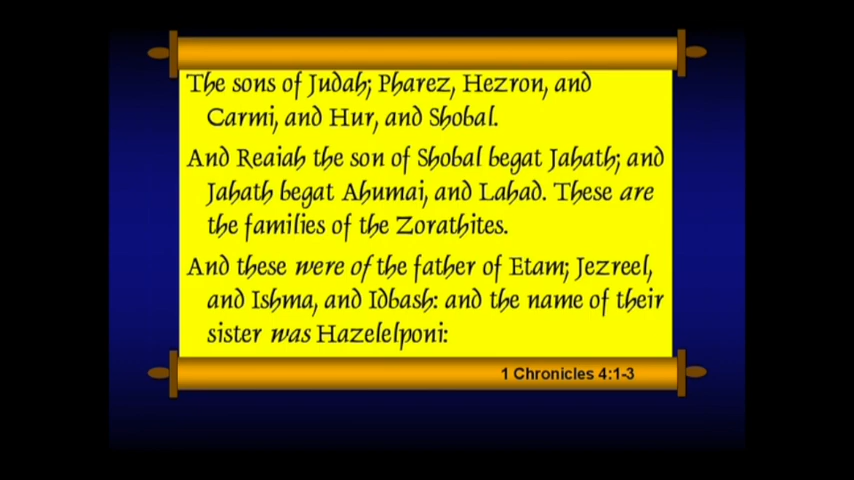 The sons of Judah; Pharez, Hezron, and
Carmi, and Hur, and Shobal.
And Reaiah the son of Shobal begat Jahath; and
Jahath begat Ahumai, and Lahad. These are
the families of the Zorathites.
And these were of the father of Etam; Jezreel,
and Ishma, and Idbash: and the name of their
sister was Hazelelponi:
1 Chronicles 4:1-3